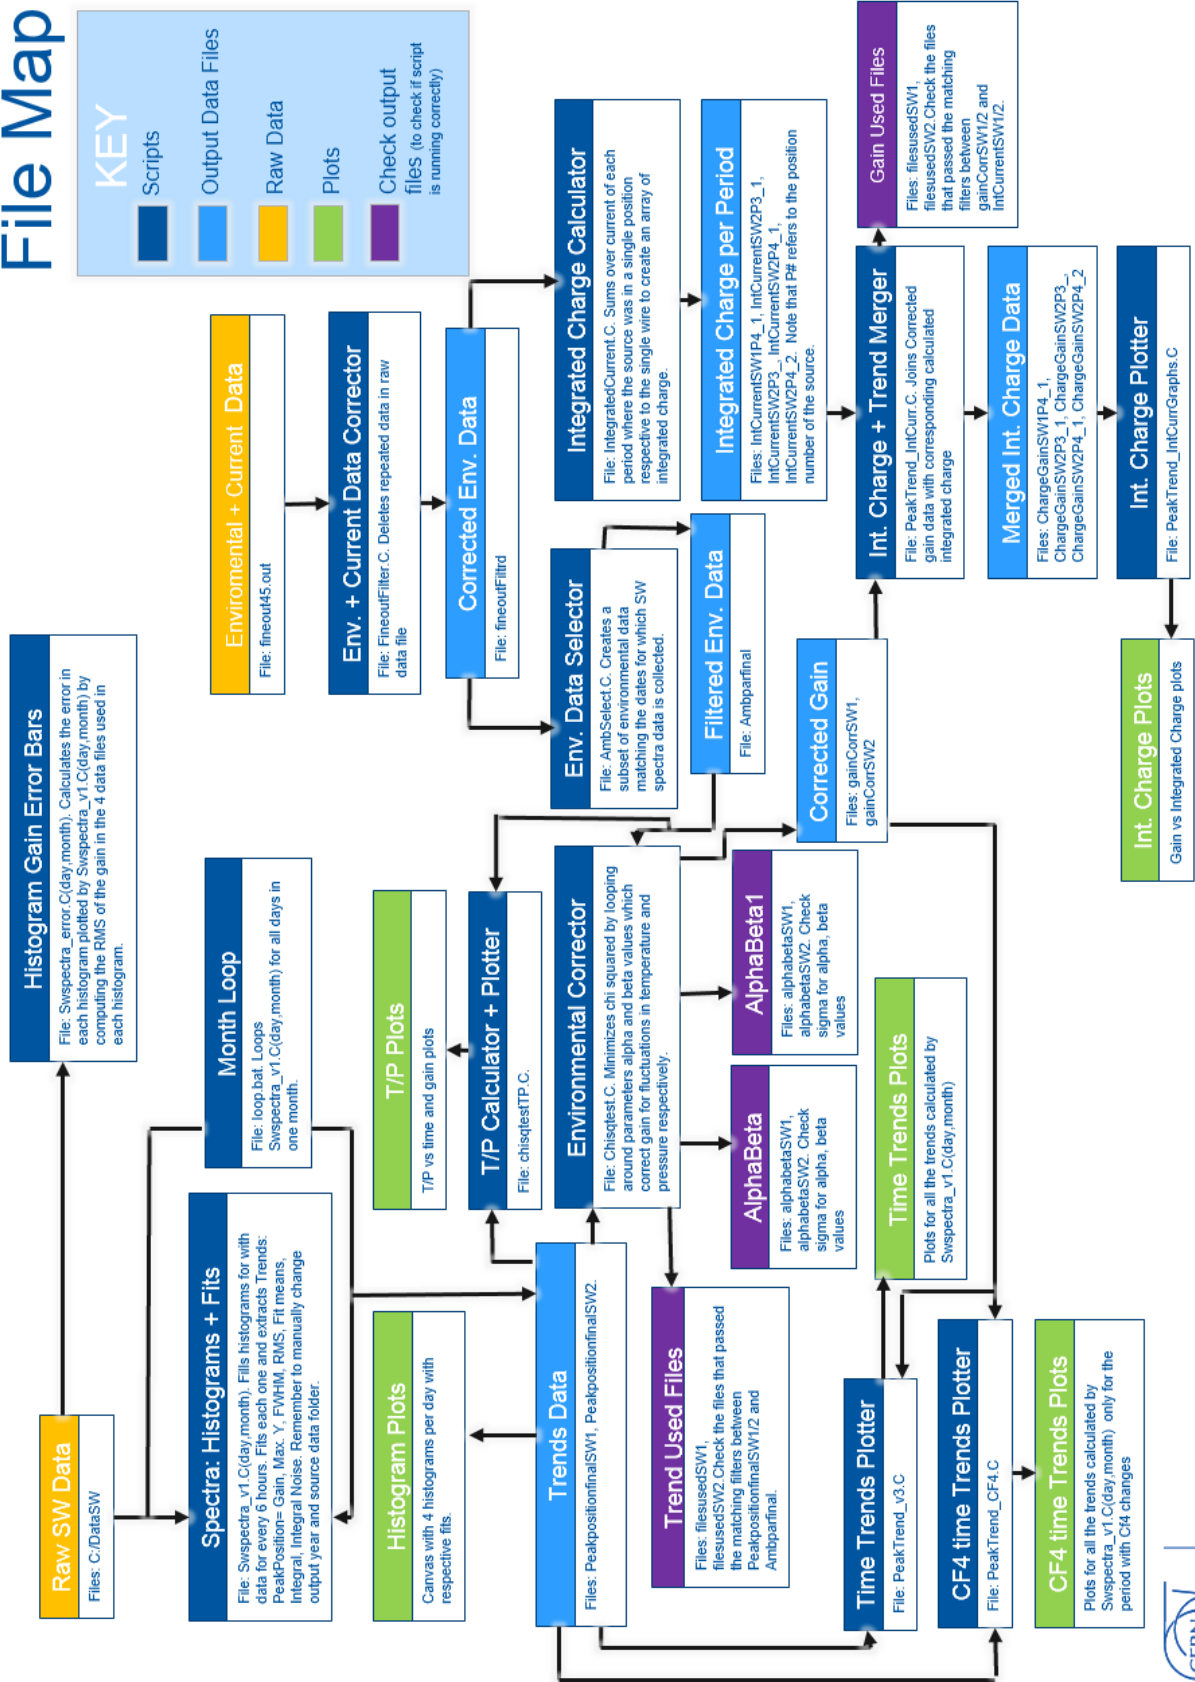 File Map
KEY
Scripts
Output Data Files
Raw Data
Plots
Check output
files (to check if script
is running correctly)
Raw SW Data
Files: C:/DataSW
Histogram Gain Error Bars
File: Swspectra_error.C(day,month). Calculates the error in
each histogram plotted by Swspectra_v1.C(day,month) by
computing the RMS of the gain in the 4 data files used in
each histogram.
Month Loop
File: loop.bat. Loops
Swspectra_v1.C(day,month) for all days in
one month.
Spectra: Histograms + Fits
File: Swspectra_v1.C(day,month). Fills histograms for with
data for every 6 hours. Fits each one and extracts Trends:
PeakPosition= Gain, Max. Y, FWHM, RMS, Fit means,
Integral, Integral Noise. Remember to manually change
output year and source data folder.
Histogram Plots
Canvas with 4 histograms per day with
respective fits.
Trends Data
Files: PeakpositionfinalSW1, PeakpositionfinalSW2.
T/P Plots
T/P vs time and gain plots
T/P Calculator + Plotter
File: chisqtestTP.C.
Environmental Corrector
File: Chisqtest.C. Minimizes chi squared by looping
around parameters alpha and beta values which
correct gain for fluctuations in temperature and
pressure respectively.
Trend Used Files
Files: filesusedSW1,
filesusedSW2.Check the files that passed
the matching filters between
PeakpositionfinalSW1/2 and
Ambparfinal.
AlphaBeta
Files: alphabetaSW1,
alphabetaSW2. Check
sigma for alpha, beta
values
AlphaBeta1
Files: alphabetaSW1,
alphabetaSW2. Check
sigma for alpha, beta
values
Enviromental + Current Data
File: fineout45.out
Env. + Current Data Corrector
File: FineoutFilter.C. Deletes repeated data in raw
data file
Corrected Env. Data
File: fineoutFiltrd
Env. Data Selector
File: AmbSelect.C. Creates a
subset of environmental data
matching the dates for which SW
spectra data is collected.
Filtered Env. Data
File: Ambparfinal
Corrected Gain
Files: gainCorrSW1,
gainCorrSW2
Integrated Charge Calculator
File: IntegratedCurrent.C. Sums over current of each
period where the source was in a single position
respective to the single wire to create an array of
integrated charge.
Integrated Charge per Period
Files: IntCurrentSW1P4_1, IntCurrentSW2P3_1,
IntCurrentSW2P3_, IntCurrentSW2P4_1,
IntCurrentSW2P4_2. Note that P# refers to the position
number of the source.
Int. Charge + Trend Merger
File: PeakTrend_IntCurr.C. Joins Corrected
gain data with corresponding calculated
integrated charge
Gain Used Files
Files: filesusedSW1,
filesusedSW2.Check the files
that passed the matching
filters between
gainCorrSW1/2 and
IntCurrentSW1/2.
Merged Int. Charge Data
Files: ChargeGainSW1P4_1,
ChargeGainSW2P3_1, ChargeGainSW2P3_,
ChargeGainSW2P4_1, ChargeGainSW2P4_2
Int. Charge Plotter
File: PeakTrend_IntCurrGraphs.C
Int. Charge Plots
Gain vs Integrated Charge plots
Time Trends Plotter
File: PeakTrend_v3.C
Time Trends Plots
Plots for all the trends calculated by
Swspectra_v1.C(day,month)
CF4 time Trends Plotter
File: PeakTrend_CF4.C
CF4 time Trends Plots
Plots for all the trends calculated by
Swspectra_v1.C(day,month) only for the
period with Cf4 changes
CERN